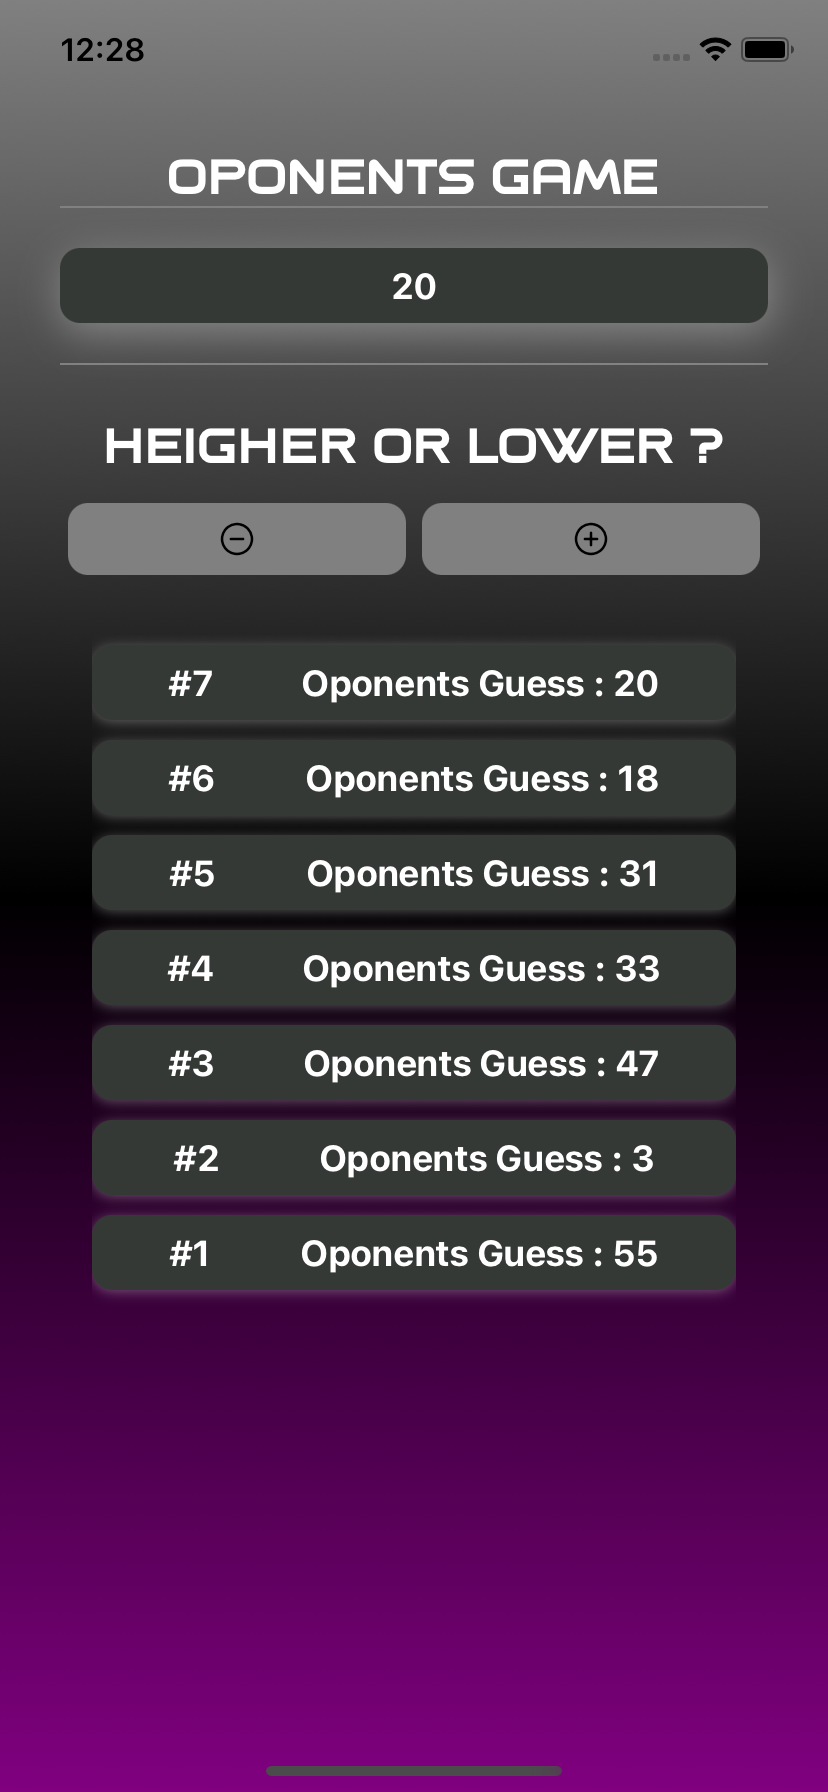 12:28
OPONENTS GAME
20
HEIGHER OR LOWER ?
#7 Oponents Guess : 20
#6 Oponents Guess : 18
#5 Oponents Guess : 31
#4 Oponents Guess : 33
#3 Oponents Guess : 47
#2 Oponents Guess : 3
#1 Oponents Guess : 55